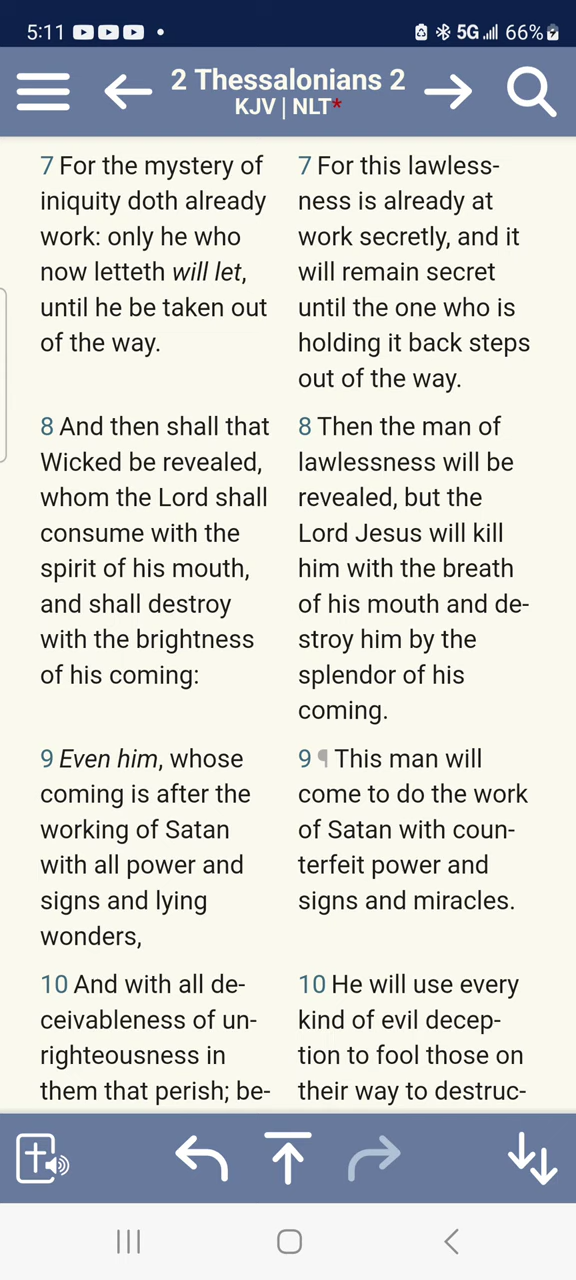 5:11
5G 66%
2 Thessalonians 2
KJV | NLT*
7 For the mystery of
iniquity doth already
work: only he who
now letteth will let,
until he be taken out
of the way.
7 For this lawless-
ness is already at
work secretly, and it
will remain secret
until the one who is
holding it back steps
out of the way.
8 And then shall that
Wicked be revealed,
whom the Lord shall
consume with the
spirit of his mouth,
and shall destroy
with the brightness
of his coming:
8 Then the man of
lawlessness will be
revealed, but the
Lord Jesus will kill
him with the breath
of his mouth and de-
stroy him by the
splendor of his
coming.
9 Even him, whose
coming is after the
working of Satan
with all power and
signs and lying
wonders,
9 ¶ This man will
come to do the work
of Satan with coun-
terfeit power and
signs and miracles.
10 And with all de-
ceivableness of un-
righteousness in
them that perish; be-
10 He will use every
kind of evil decep-
tion to fool those on
their way to destruc-